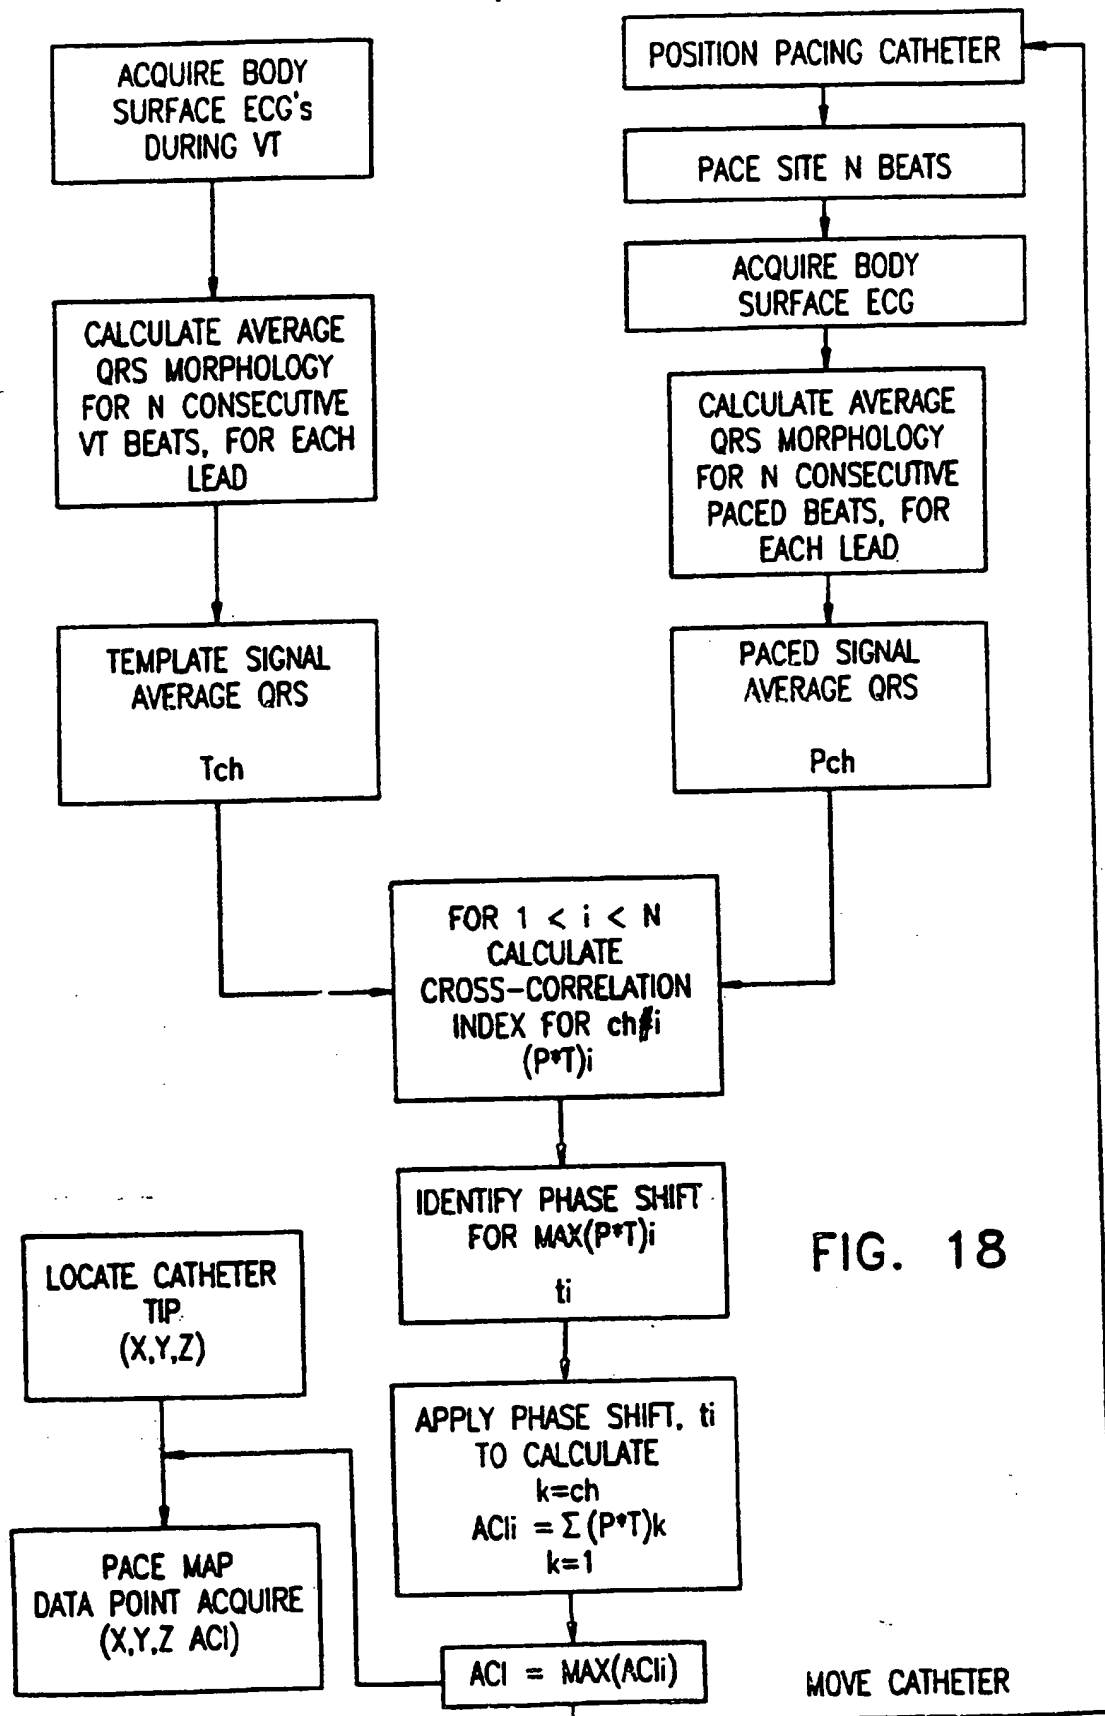 ACQUIRE BODY
SURFACE ECG's
DURING VT
CALCULATE AVERAGE
QRS MORPHOLOGY
FOR N CONSECUTIVE
VT BEATS, FOR EACH
LEAD
TEMPLATE SIGNAL
AVERAGE QRS
Tch
POSITION PACING CATHETER
PACE SITE N BEATS
ACQUIRE BODY
SURFACE ECG
CALCULATE AVERAGE
QRS MORPHOLOGY
FOR N CONSECUTIVE
PACED BEATS, FOR
EACH LEAD
PACED SIGNAL
AVERAGE QRS
Pch
FOR 1 < i < N
CALCULATE
CROSS-CORRELATION
INDEX FOR ch#i
(P*T)i
IDENTIFY PHASE SHIFT
FOR MAX(P*T)i
ti
FIG. 18
LOCATE CATHETER
TIP
(X,Y,Z)
APPLY PHASE SHIFT, ti
TO CALCULATE
k=ch
ACIi = Σ(P*T)k
k=1
PACE MAP
DATA POINT ACQUIRE
(X,Y,Z ACI)
ACI = MAX(ACIi)
MOVE CATHETER